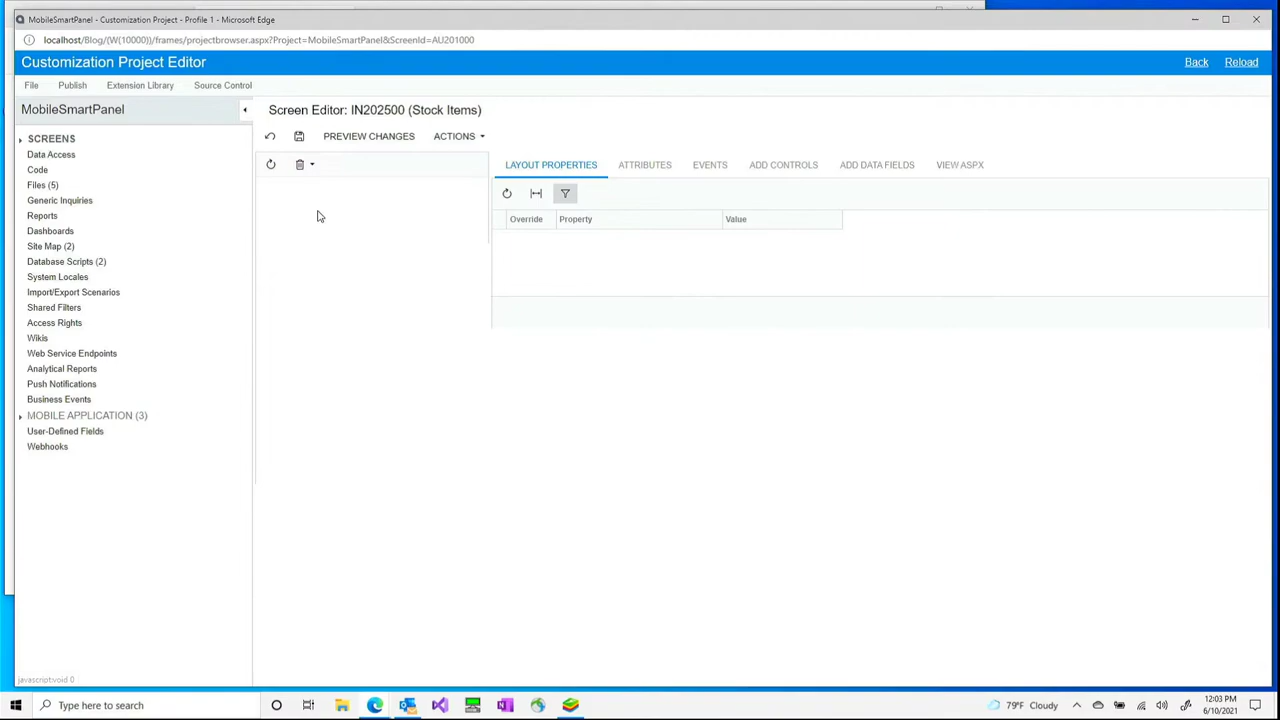 MobileSmartPanel - Customization Project - Profile 1 - Microsoft Edge
localhost/Blog/(W(10000))/frames/projectbrowser.aspx?Project=MobileSmartPanel&ScreenId=AU201000
Customization Project Editor
Back
Reload
File
Publish
Extension Library
Source Control
MobileSmartPanel
Screen Editor: IN202500 (Stock Items)
PREVIEW CHANGES
ACTIONS
SCREENS
Data Access
Code
Files (5)
Generic Inquiries
Reports
Dashboards
Site Map (2)
Database Scripts (2)
System Locales
Import/Export Scenarios
Shared Filters
Access Rights
Wikis
Web Service Endpoints
Analytical Reports
Push Notifications
Business Events
MOBILE APPLICATION (3)
User-Defined Fields
Webhooks
LAYOUT PROPERTIES
ATTRIBUTES
EVENTS
ADD CONTROLS
ADD DATA FIELDS
VIEW ASPX
Override
Property
Value
javascript:void 0
Type here to search
79°F Cloudy
12:03 PM
6/10/2021